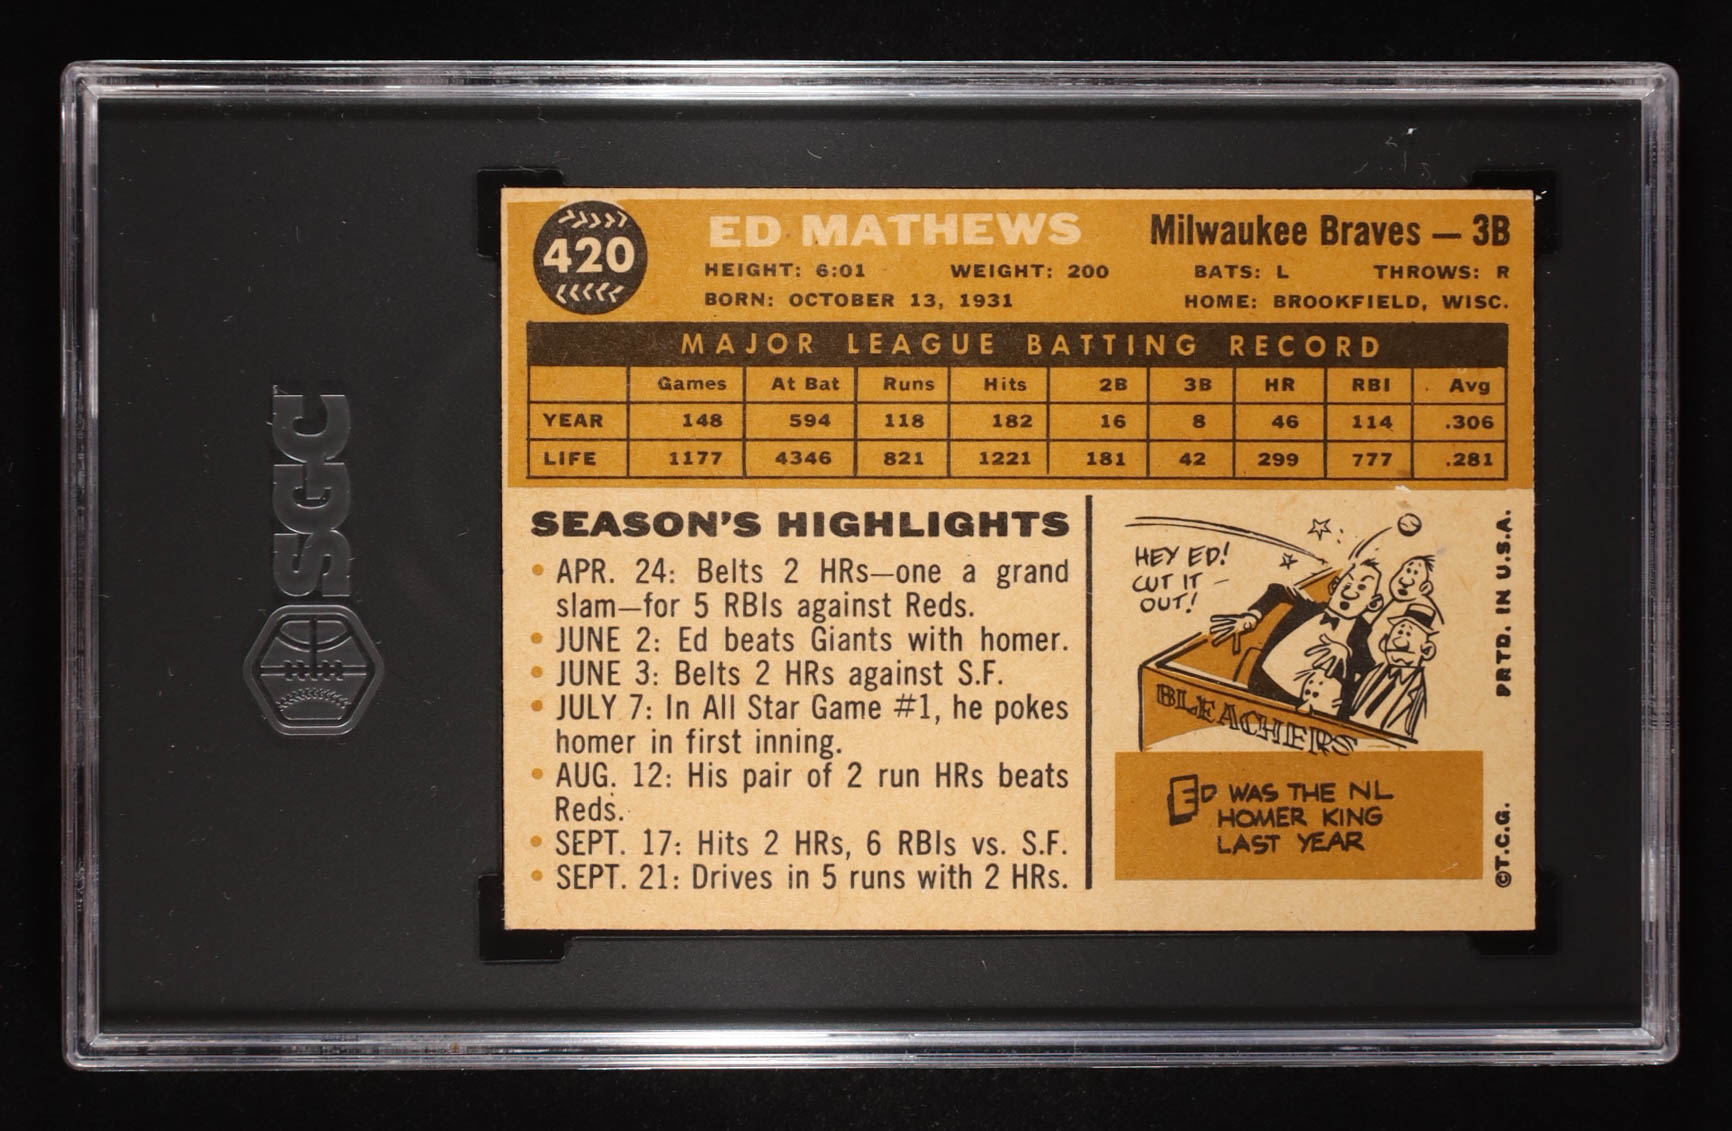 SGC
420
ED MATHEWS
Milwaukee Braves — 3B
HEIGHT: 6:01 WEIGHT: 200 BATS: L THROWS: R
BORN: OCTOBER 13, 1931 HOME: BROOKFIELD, WISC.
MAJOR LEAGUE BATTING RECORD
Games At Bat Runs Hits 2B 3B HR RBI Avg
YEAR 148 594 118 182 16 8 46 114 .306
LIFE 1177 4346 821 1221 181 42 299 777 .281
SEASON'S HIGHLIGHTS
• APR. 24: Belts 2 HRs—one a grand
slam—for 5 RBIs against Reds.
• JUNE 2: Ed beats Giants with homer.
• JUNE 3: Belts 2 HRs against S.F.
• JULY 7: In All Star Game #1, he pokes
homer in first inning.
• AUG. 12: His pair of 2 run HRs beats
Reds.
• SEPT. 17: Hits 2 HRs, 6 RBIs vs. S.F.
• SEPT. 21: Drives in 5 runs with 2 HRs.
HEY ED!
CUT IT —
OUT!
BLEACHERS
ED WAS THE NL
HOMER KING
LAST YEAR
©T.C.G. PRTD. IN U.S.A.